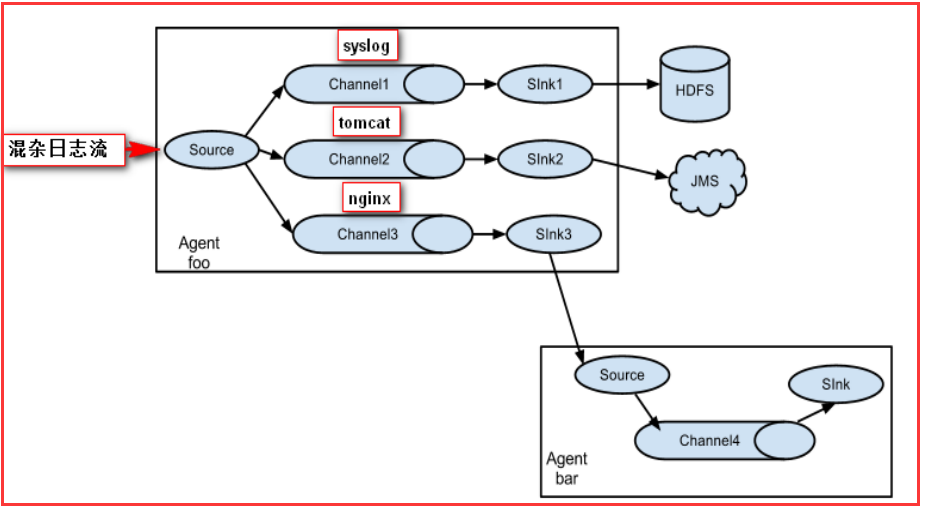 syslog
Channel1
SInk1
HDFS
tomcat
混杂日志流
Source
Channel2
SInk2
JMS
nginx
Channel3
SInk3
Agent
foo
Source
SInk
Channel4
Agent
bar